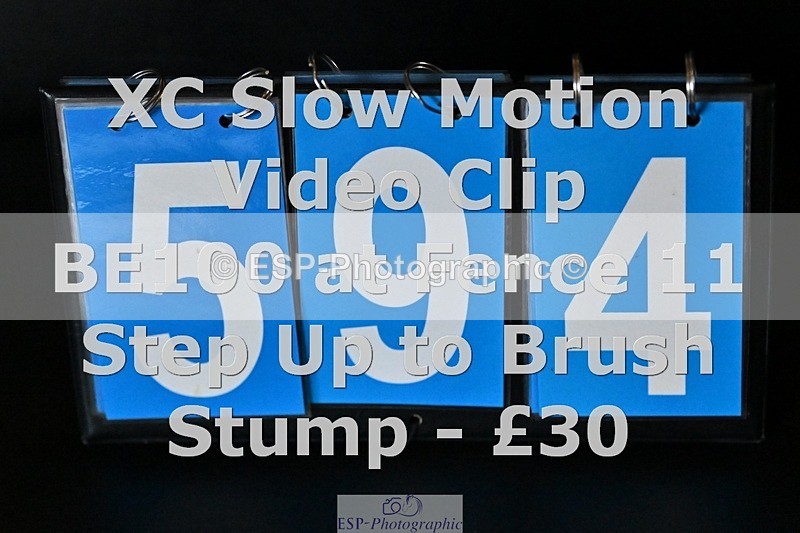 XC Slow Motion
Video Clip
BE100 at Fence 11
© ESP-Photographic ©
Step Up to Brush
Stump - £30
594
ESP-Photographic